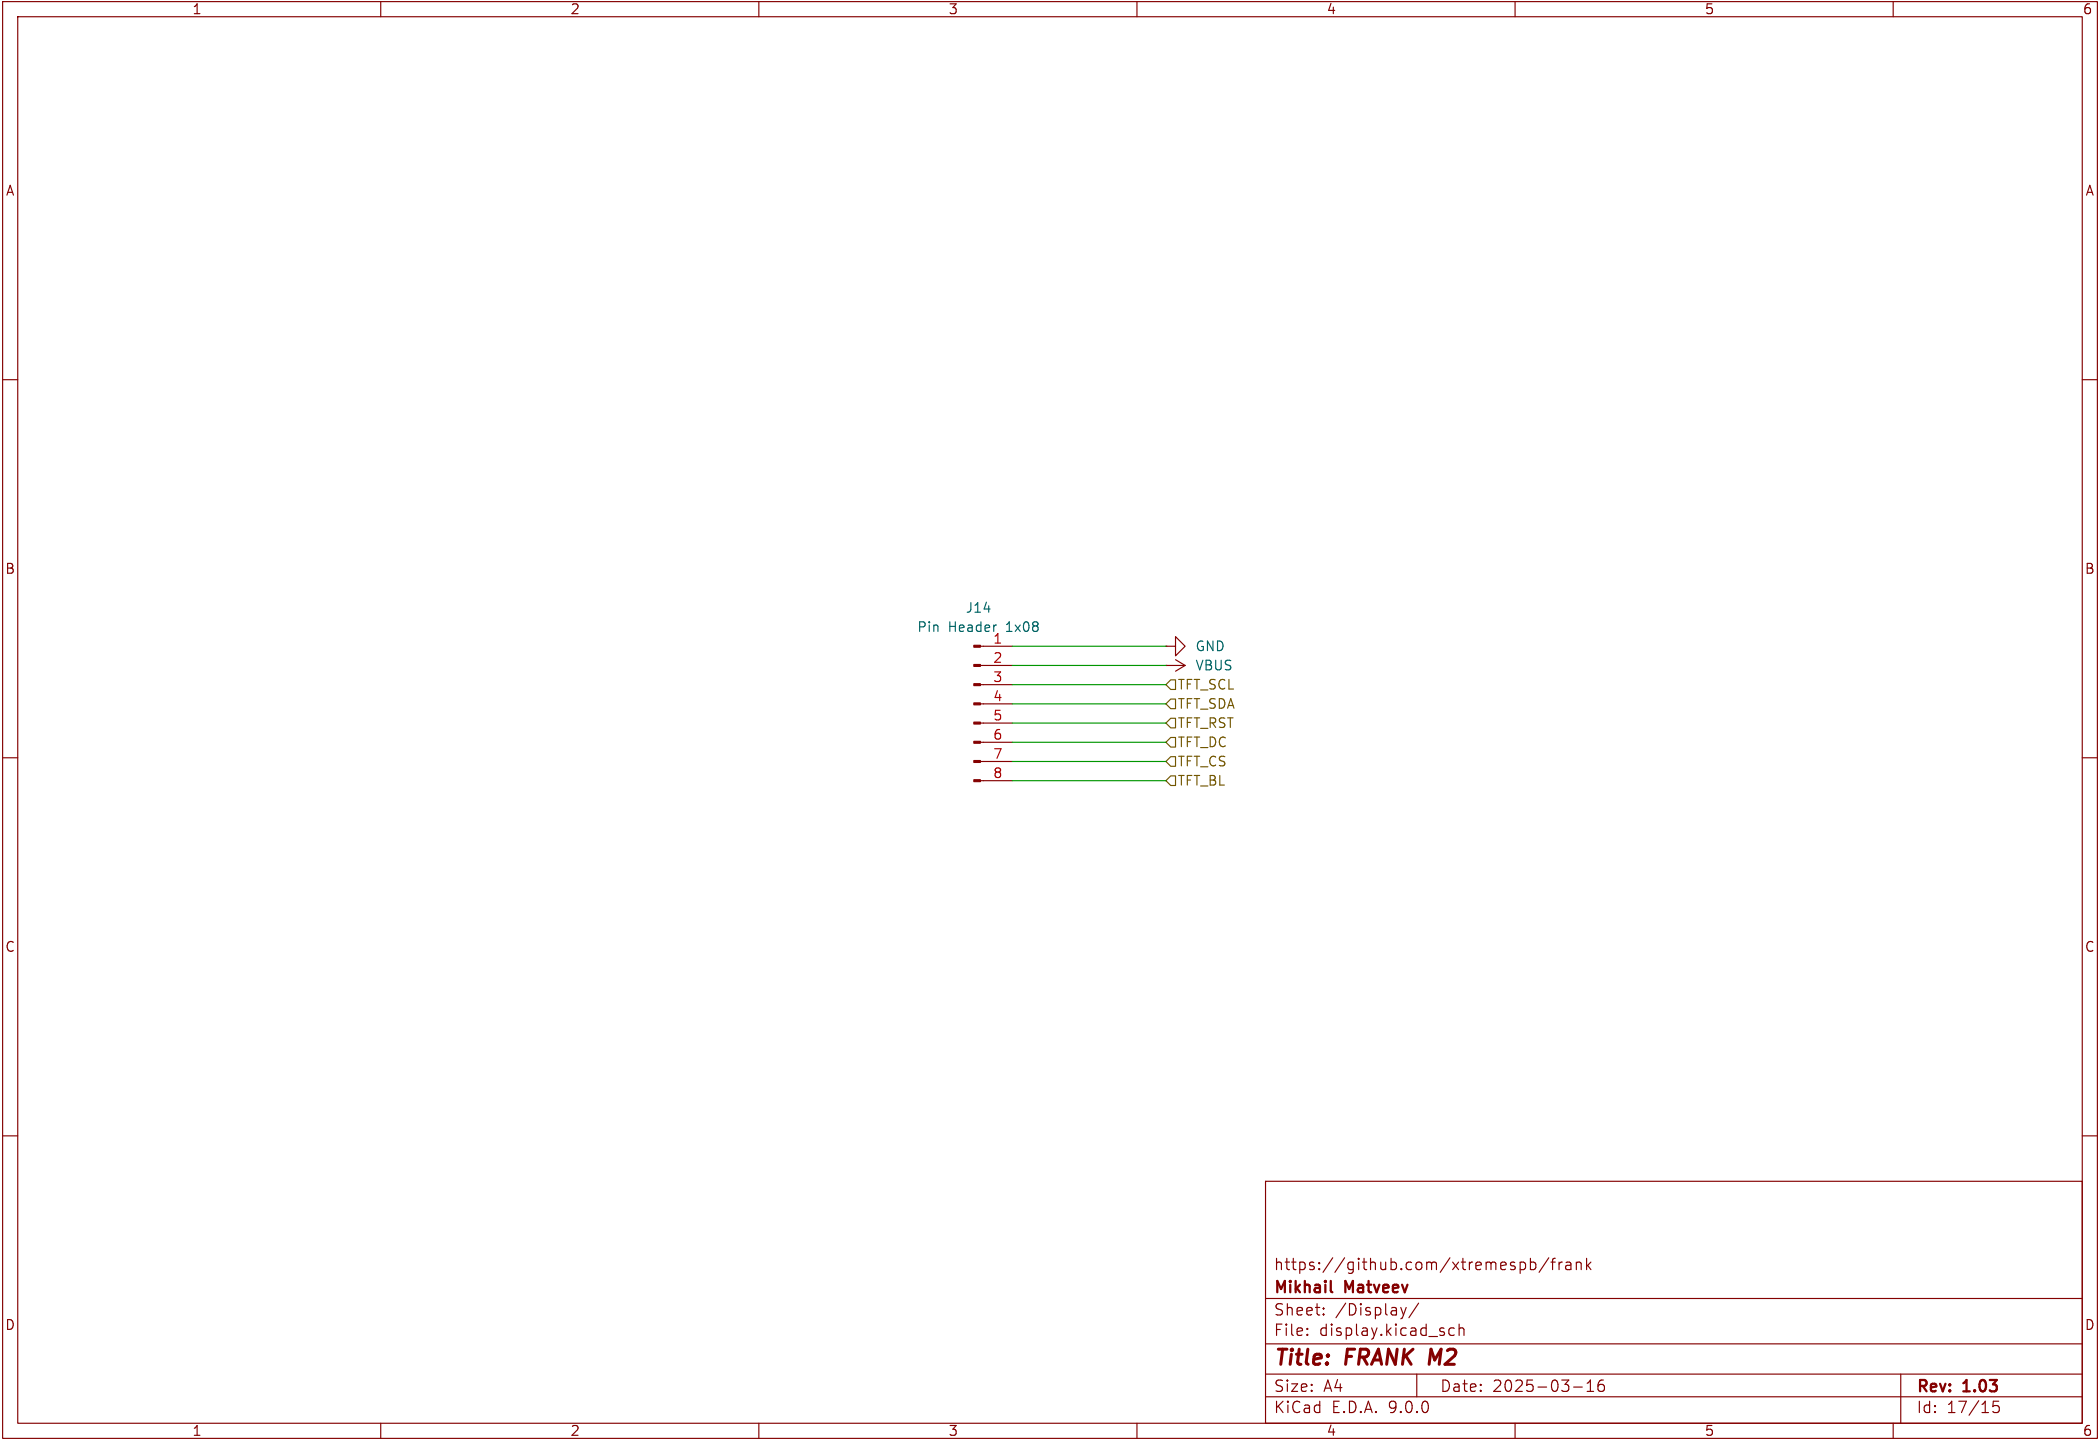 1 2 3 4 5 6
A A
B B
J14
Pin Header 1x08
1 GND
2 VBUS
3 TFT_SCL
4 TFT_SDA
5 TFT_RST
6 TFT_DC
7 TFT_CS
8 TFT_BL
C C
https://github.com/xtremespb/frank
Mikhail Matveev
Sheet: /Display/
D D
File: display.kicad_sch
Title: FRANK M2
Size: A4 Date: 2025-03-16 Rev: 1.03
KiCad E.D.A. 9.0.0 Id: 17/15
1 2 3 4 5 6